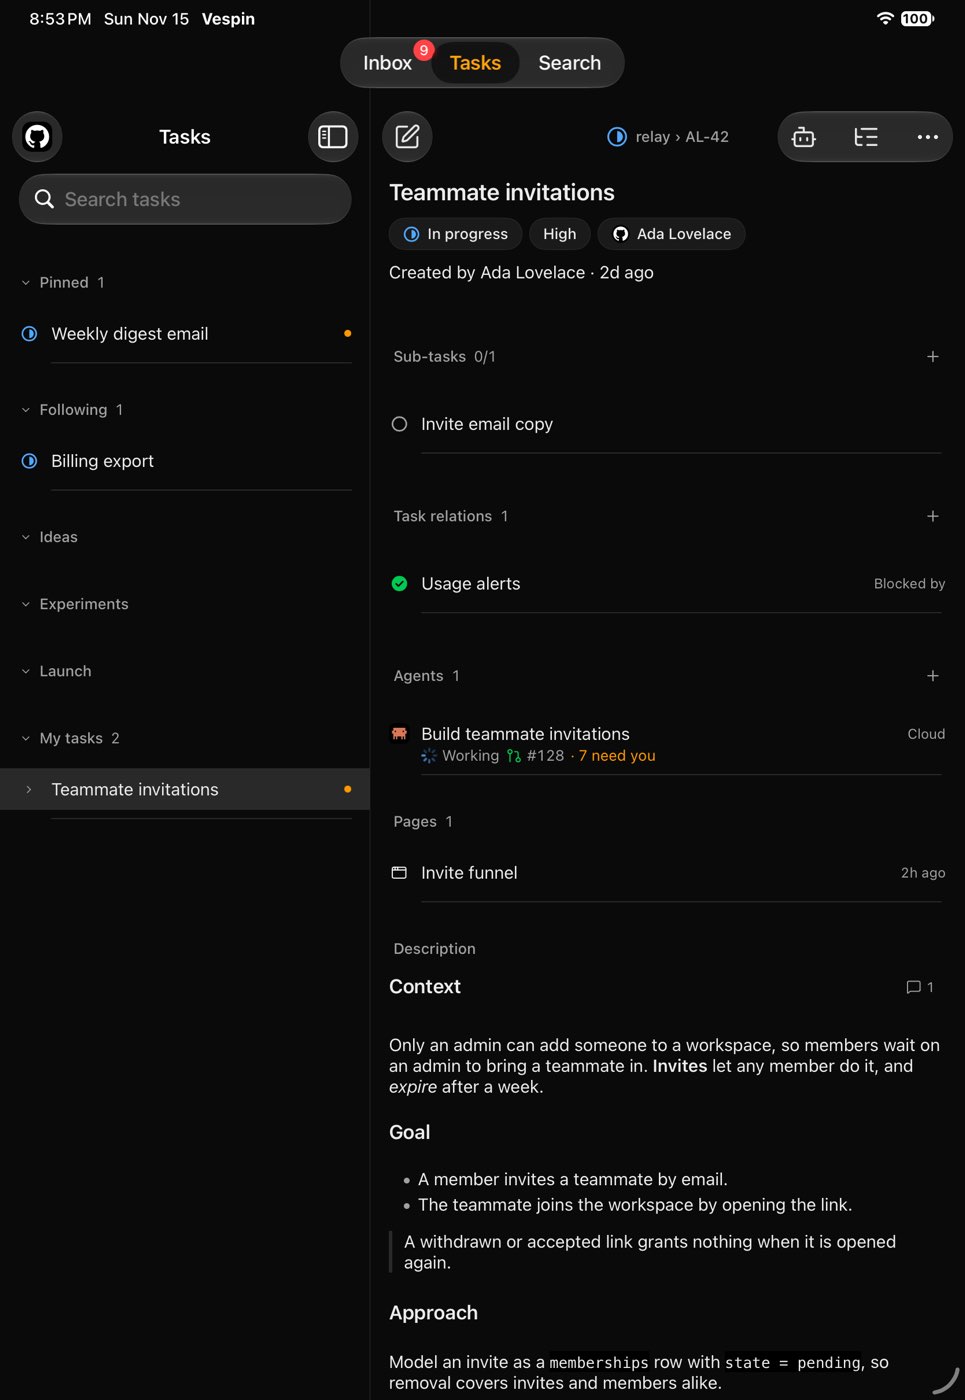 8:53 PM Sun Nov 15 Vespin
100
Inbox 9 Tasks Search
Tasks
Search tasks
Pinned 1
Weekly digest email
Following 1
Billing export
Ideas
Experiments
Launch
My tasks 2
Teammate invitations
relay › AL-42
Teammate invitations
In progress High Ada Lovelace
Created by Ada Lovelace · 2d ago
Sub-tasks 0/1
Invite email copy
Task relations 1
Usage alerts Blocked by
Agents 1
Build teammate invitations Cloud
Working #128 · 7 need you
Pages 1
Invite funnel 2h ago
Description
Context 1
Only an admin can add someone to a workspace, so members wait on
an admin to bring a teammate in. Invites let any member do it, and
expire after a week.
Goal
• A member invites a teammate by email.
• The teammate joins the workspace by opening the link.
A withdrawn or accepted link grants nothing when it is opened
again.
Approach
Model an invite as a memberships row with state = pending, so
removal covers invites and members alike.